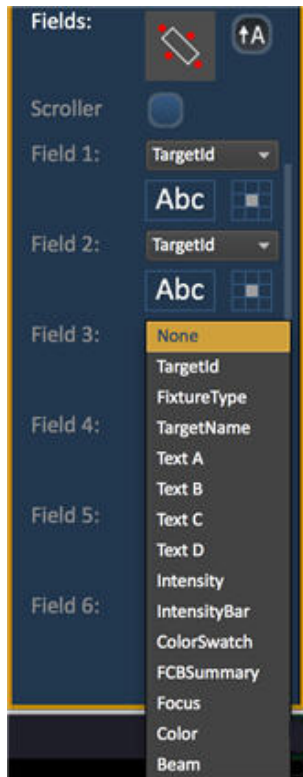 Fields:
↑A
Scroller
Field 1: TargetId
Abc
Field 2: TargetId
Abc
Field 3: None
TargetId
FixtureType
TargetName
Field 4:
Text A
Text B
Text C
Field 5:
Text D
Intensity
IntensityBar
Field 6:
ColorSwatch
FCBSummary
Focus
Color
Beam